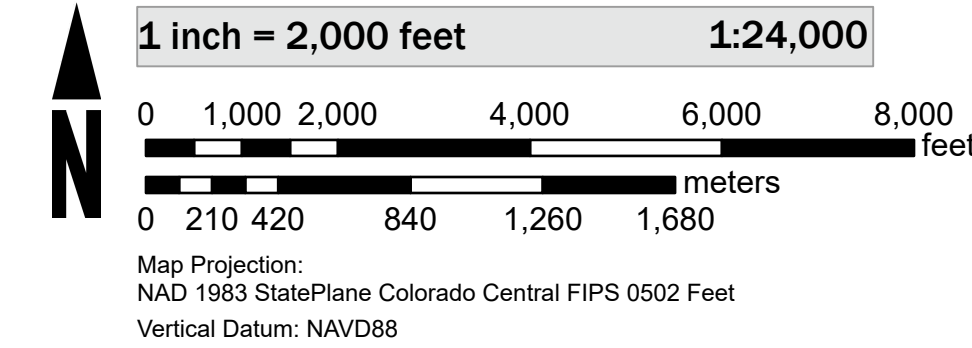 1 inch = 2,000 feet 1:24,000
0 1,000 2,000 4,000 6,000 8,000
feet
meters
0 210 420 840 1,260 1,680
N
Map Projection:
NAD 1983 StatePlane Colorado Central FIPS 0502 Feet
Vertical Datum: NAVD88